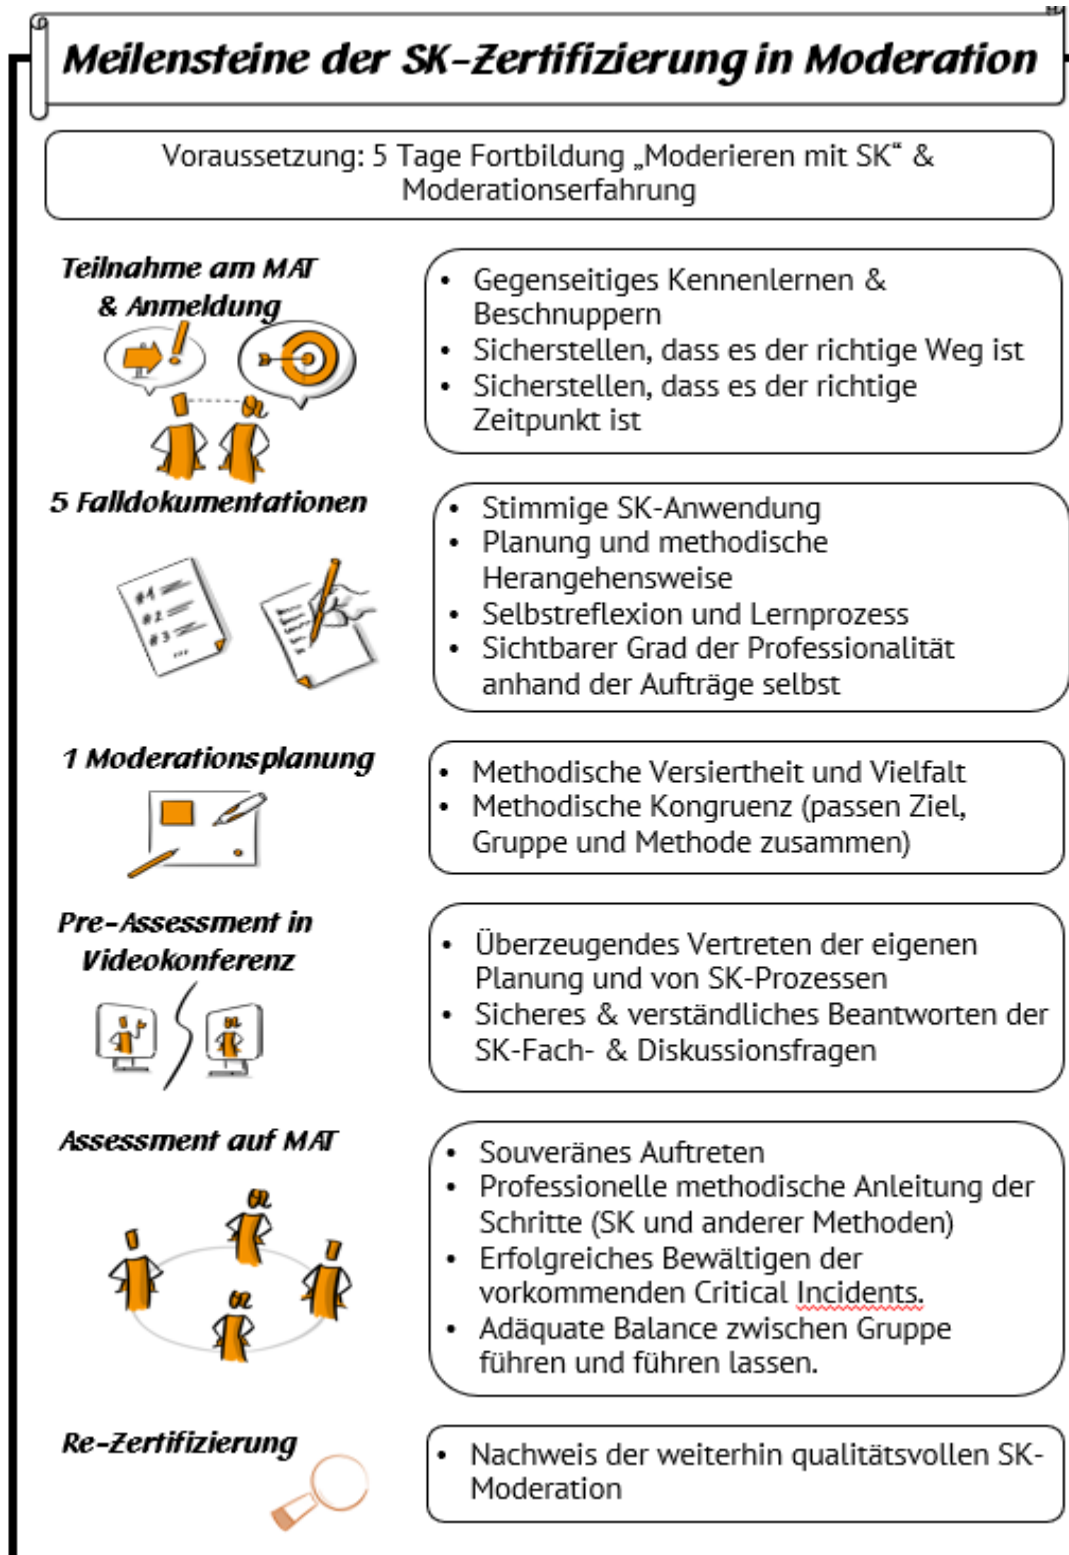 Meilensteine der SK-Zertifizierung in Moderation
Voraussetzung: 5 Tage Fortbildung „Moderieren mit SK“ &
Moderationserfahrung
Teilnahme am MAT
& Anmeldung
• Gegenseitiges Kennenlernen &
Beschnuppern
• Sicherstellen, dass es der richtige Weg ist
• Sicherstellen, dass es der richtige
Zeitpunkt ist
5 Falldokumentationen
#1
#2
#3
...
• Stimmige SK-Anwendung
• Planung und methodische
Herangehensweise
• Selbstreflexion und Lernprozess
• Sichtbarer Grad der Professionalität
anhand der Aufträge selbst
1 Moderationsplanung
• Methodische Versiertheit und Vielfalt
• Methodische Kongruenz (passen Ziel,
Gruppe und Methode zusammen)
Pre-Assessment in
Videokonferenz
• Überzeugendes Vertreten der eigenen
Planung und von SK-Prozessen
• Sicheres & verständliches Beantworten der
SK-Fach- & Diskussionsfragen
Assessment auf MAT
• Souveränes Auftreten
• Professionelle methodische Anleitung der
Schritte (SK und anderer Methoden)
• Erfolgreiches Bewältigen der
vorkommenden Critical Incidents.
• Adäquate Balance zwischen Gruppe
führen und führen lassen.
Re-Zertifizierung
• Nachweis der weiterhin qualitätsvollen SK-
Moderation